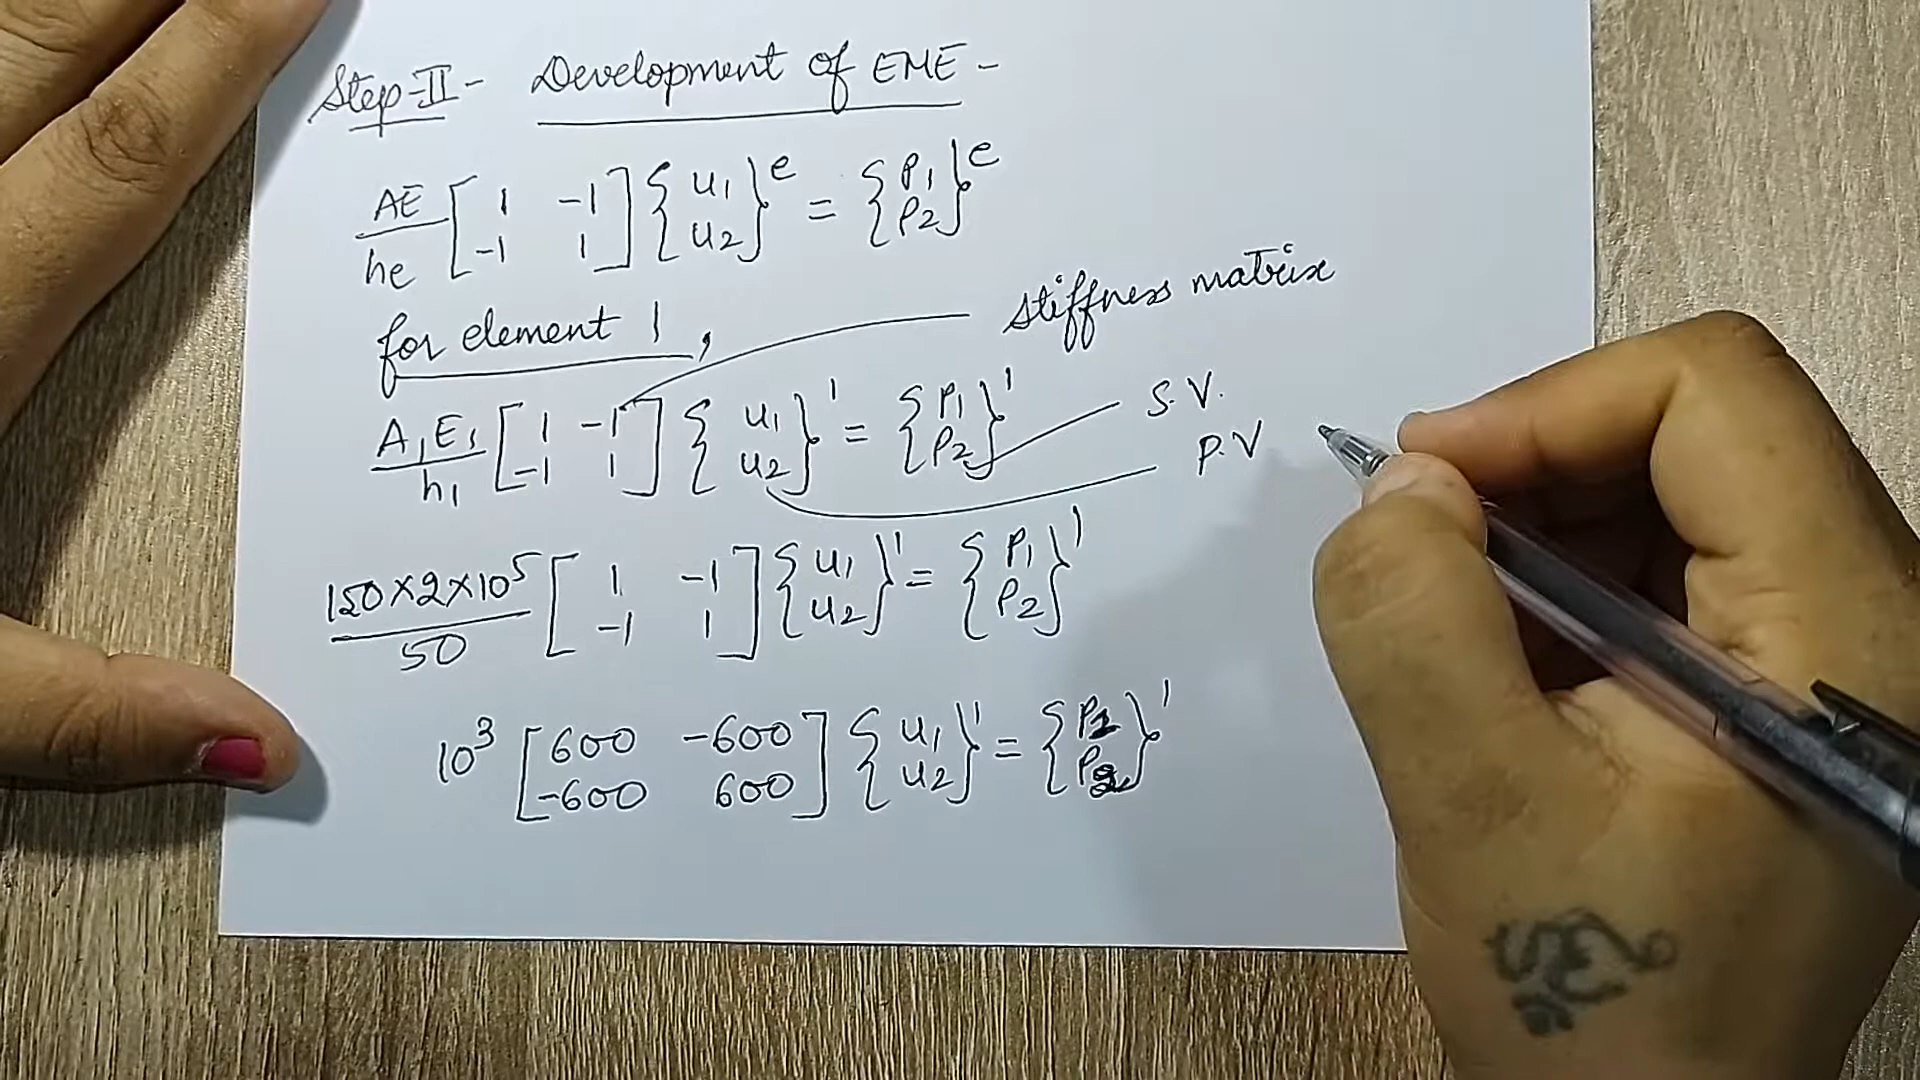 Step-II - Development of EME -
AE/he [1 -1; -1 1] {u1; u2}^e = {P1; P2}^e
for element 1, stiffness matrix
A1E1/h1 [1 -1; -1 1] {u1; u2}^1 = {P1; P2}^1 S.V.
P.V
150×2×10^5/50 [1 -1; -1 1] {u1; u2}^1 = {P1; P2}^1
10^3 [600 -600; -600 600] {u1; u2}^1 = {P1; P2}^1